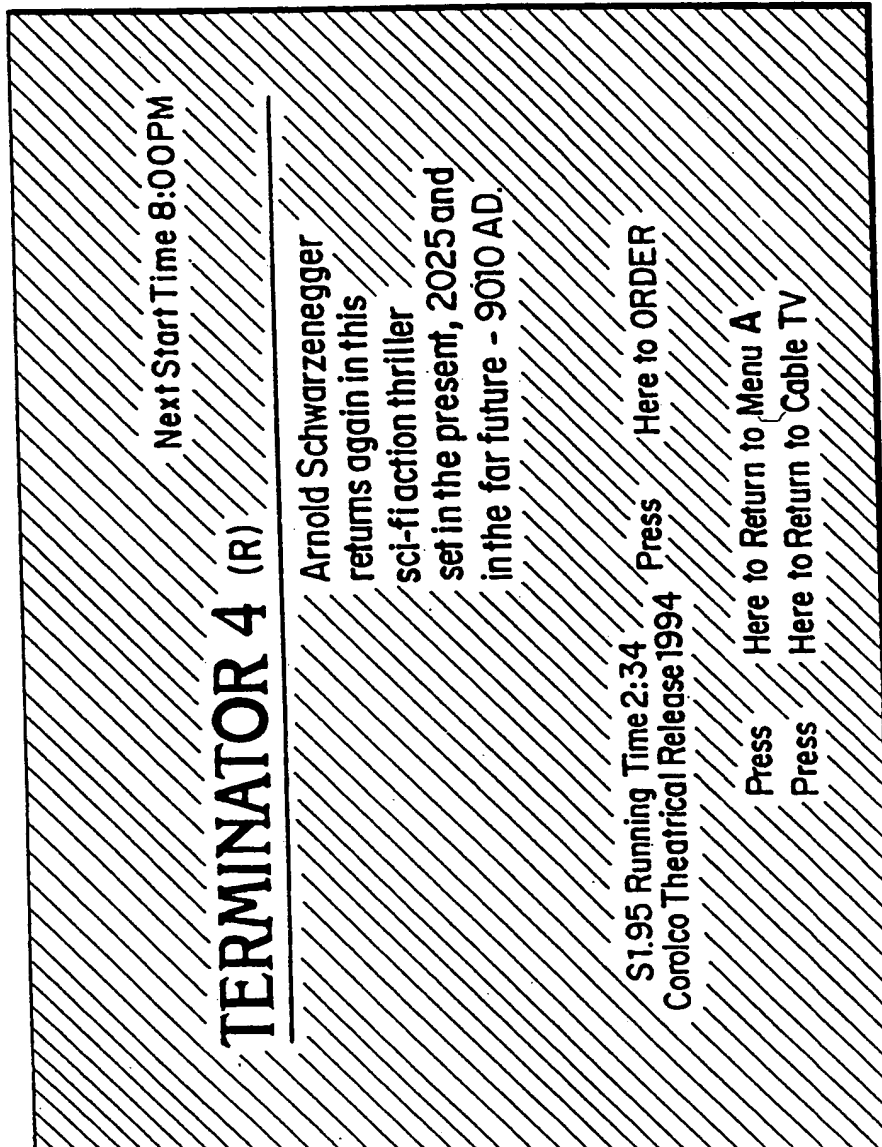 Next Start Time 8:00PM
TERMINATOR 4 (R)
Arnold Schwarzenegger
returns again in this
sci-fi action thriller
set in the present, 2025 and
in the far future - 9010 AD.
S1.95 Running Time 2:34 Press Here to ORDER
Corolco Theatrical Release 1994
Press Here to Return to Menu A
Press Here to Return to Cable TV